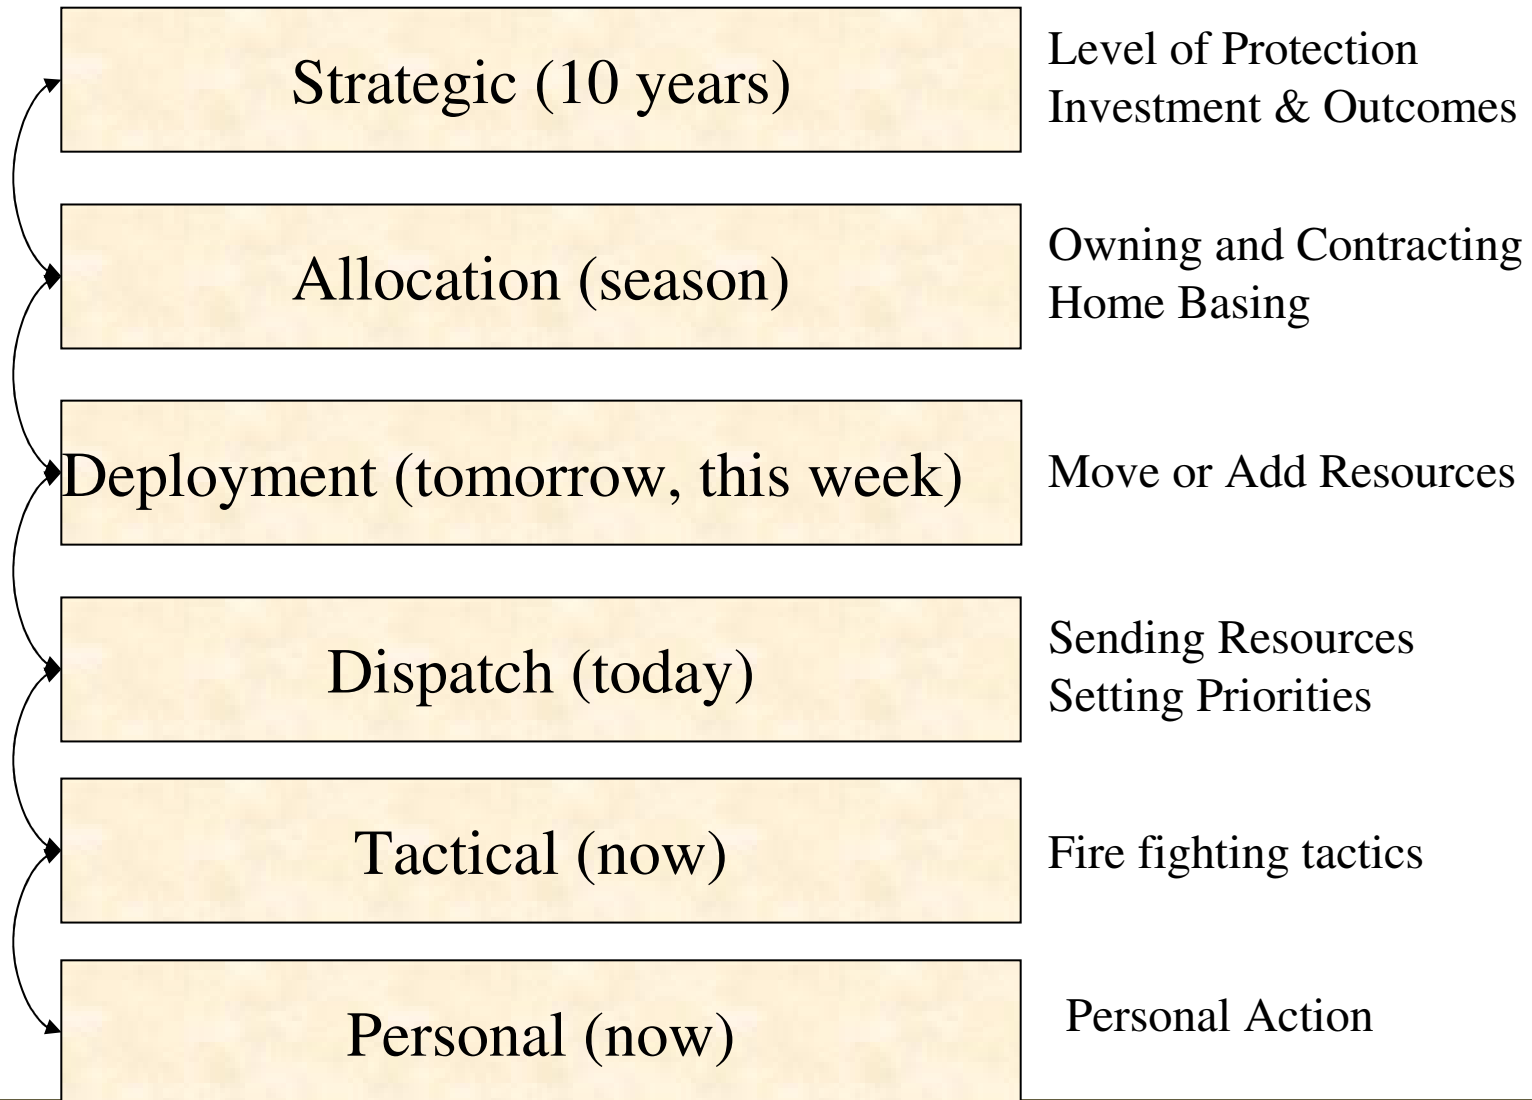 Strategic (10 years)
Level of Protection
Investment & Outcomes
Allocation (season)
Owning and Contracting
Home Basing
Deployment (tomorrow, this week)
Move or Add Resources
Dispatch (today)
Sending Resources
Setting Priorities
Tactical (now)
Fire fighting tactics
Personal (now)
Personal Action